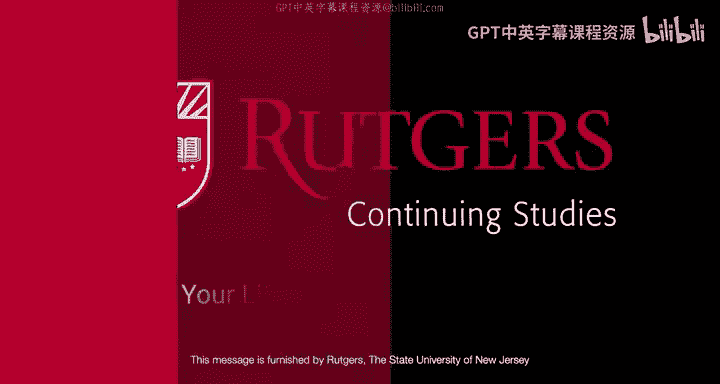 GPT中英字幕课程资源@bilibili.com
GPT中英字幕课程资源 bilibili
RUTGERS
Continuing Studies
Your Li
This message is furnished by Rutgers, The State University of New Jersey